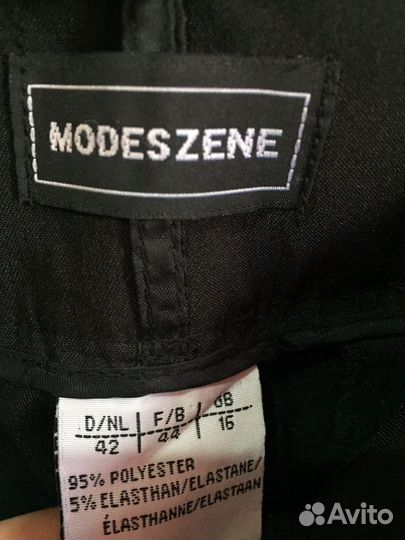 MODESZENE
D/NL F/B GB
42 44 16
95% POLYESTER
5% ELASTHAN/ELASTANE/
ÉLASTHANNE/ELASTAAN
Avito